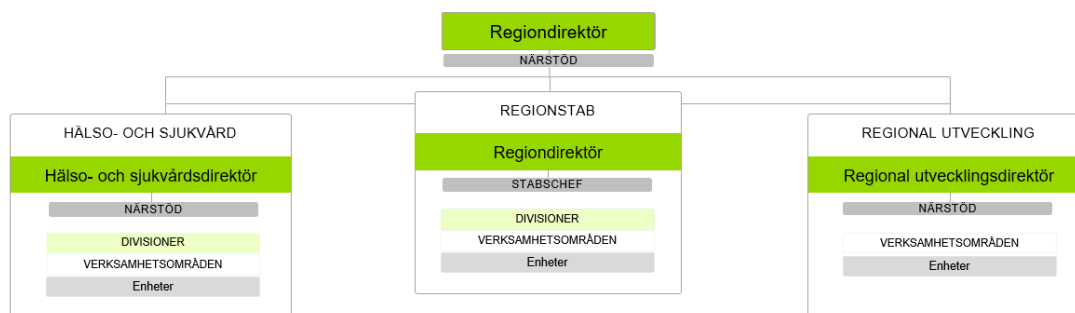 Regiondirektör
NÄRSTÖD
HÄLSO- OCH SJUKVÅRD
Hälso- och sjukvårdsdirektör
NÄRSTÖD
DIVISIONER
VERKSAMHETSOMRÅDEN
Enheter
REGIONSTAB
Regiondirektör
STABSCHEF
DIVISIONER
VERKSAMHETSOMRÅDEN
Enheter
REGIONAL UTVECKLING
Regional utvecklingsdirektör
NÄRSTÖD
VERKSAMHETSOMRÅDEN
Enheter